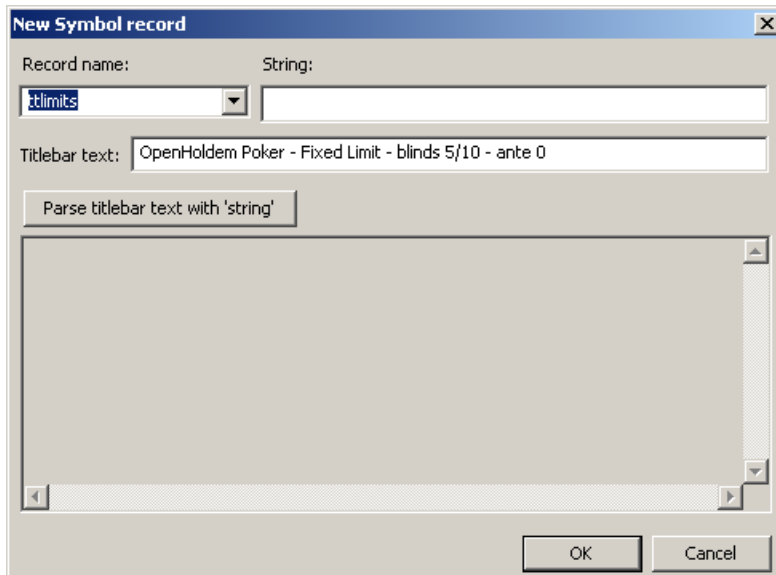 New Symbol record
Record name: String:
ttlimits
Titlebar text: OpenHoldem Poker - Fixed Limit - blinds 5/10 - ante 0
Parse titlebar text with 'string'
OK Cancel